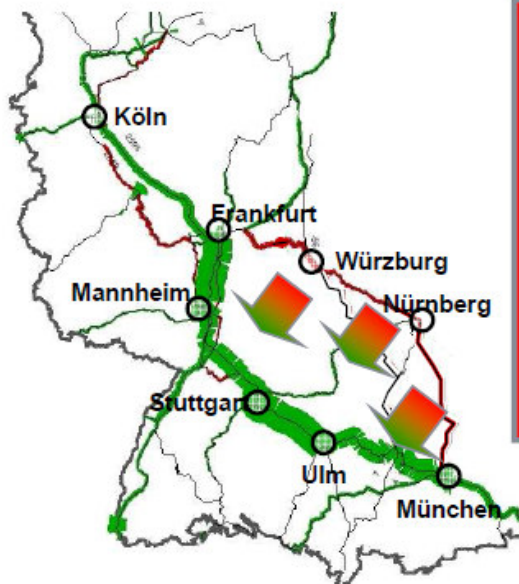 Köln
Frankfurt
Würzburg
Mannheim
Nürnberg
Stuttgart
Ulm
München